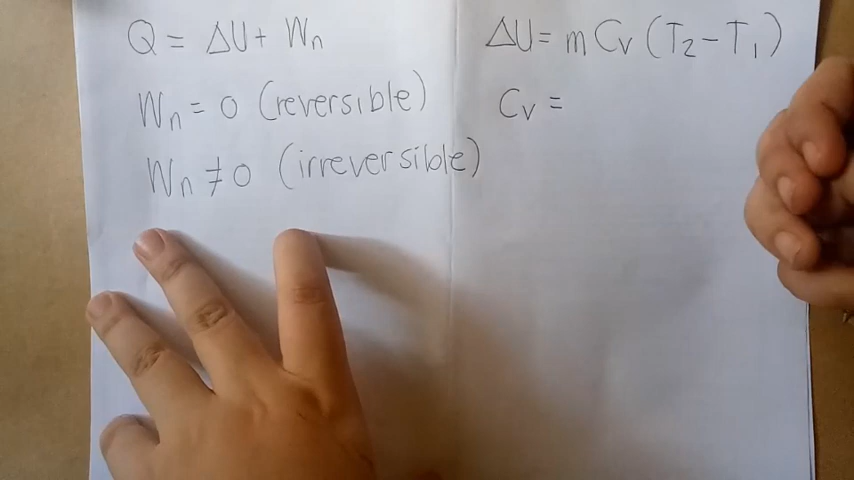 Q = ΔU + Wn
Wn = 0 (reversible)
Wn ≠ 0 (irreversible)
ΔU = m Cv (T2 - T1)
Cv =